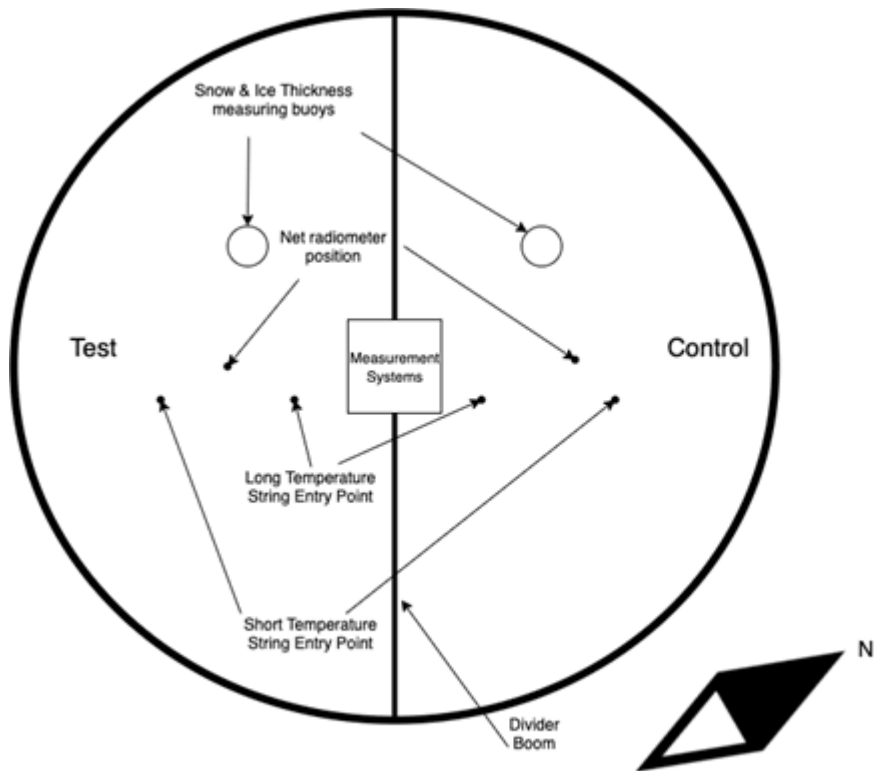 Snow & Ice Thickness
measuring buoys
Net radiometer
position
Test
Measurement
Systems
Control
Long Temperature
String Entry Point
Short Temperature
String Entry Point
N
Divider
Boom